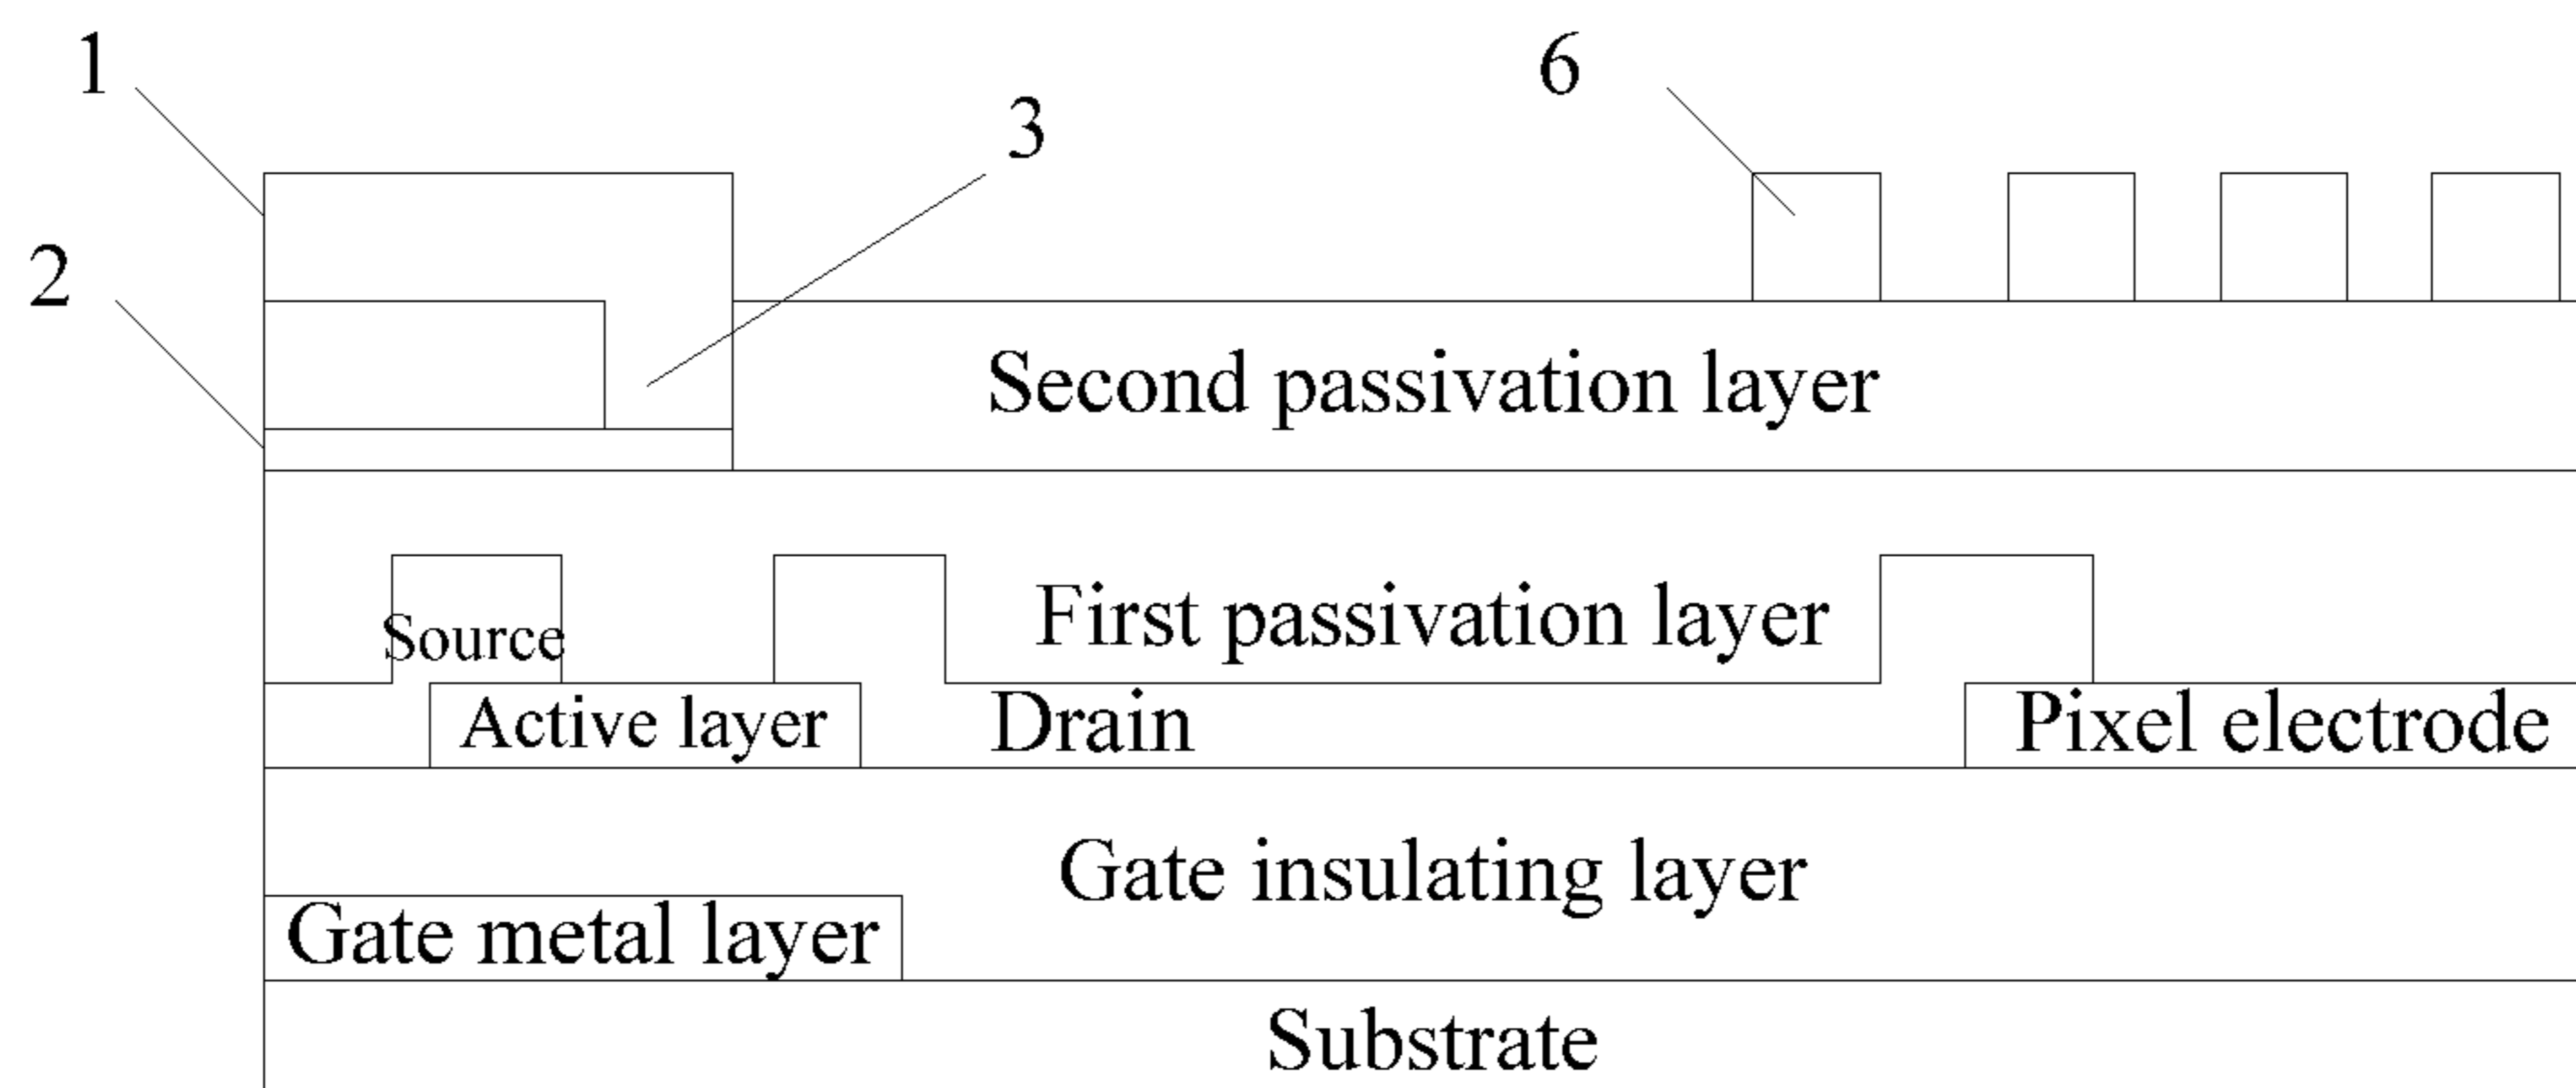 1
6
3
2
Second passivation layer
First passivation layer
Source
Active layer
Drain
Pixel electrode
Gate insulating layer
Gate metal layer
Substrate